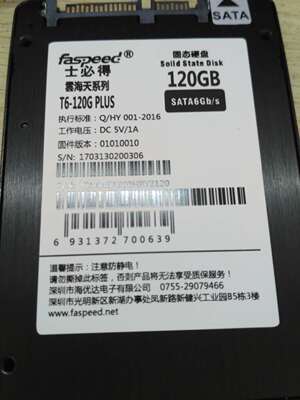 SATA
faspeed®
士必得
雲海天系列
T6-120G PLUS
固态硬盘
Solid State Disk
120GB
SATA6Gb/s
执行标准：Q/HY 001-2016
工作电压：DC 5V/1A
固件版本：01010010
S/N: 1703130200306
6 931372 700639
温馨提示：注意防静电！
请勿撕掉此标签，否则产品将无法享受质保服务！
深圳市海优达电子有限公司 0755-29079466
深圳市光明新区新湖办事处凤新路新健兴工业园B5栋3楼
www.faspeed.net